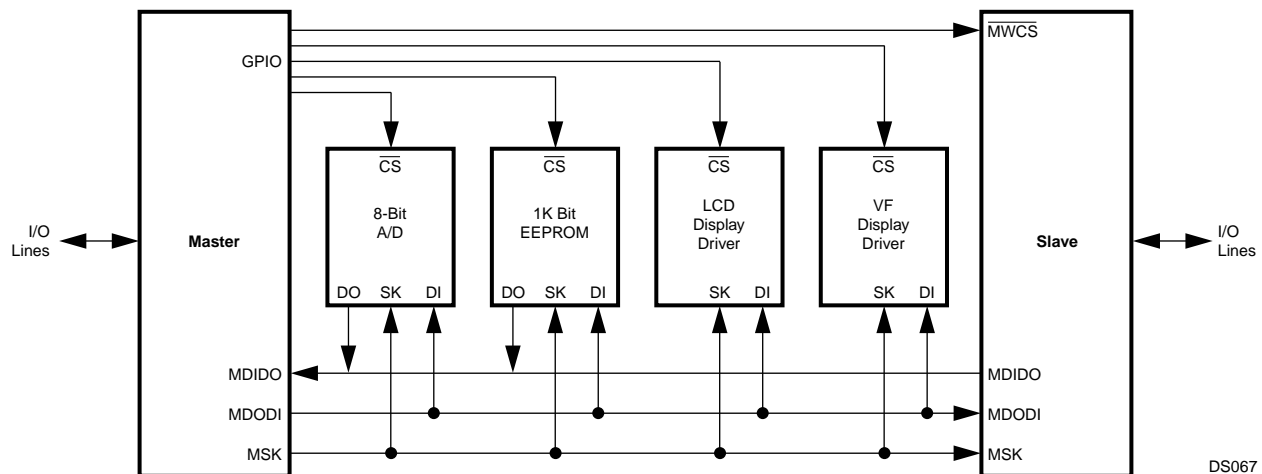 MWCS
GPIO
CS
CS
CS
CS
8-Bit
A/D
1K Bit
EEPROM
LCD
Display
Driver
VF
Display
Driver
I/O
Lines
Master
Slave
I/O
Lines
DO SK DI
DO SK DI
SK DI
SK DI
MDIDO
MDIDO
MDODI
MDODI
MSK
MSK
DS067